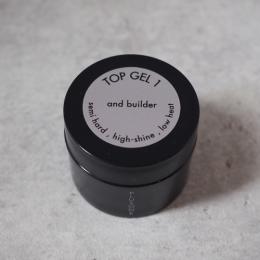 TOP GEL 1
and builder
semi hard , high-shine , low heat